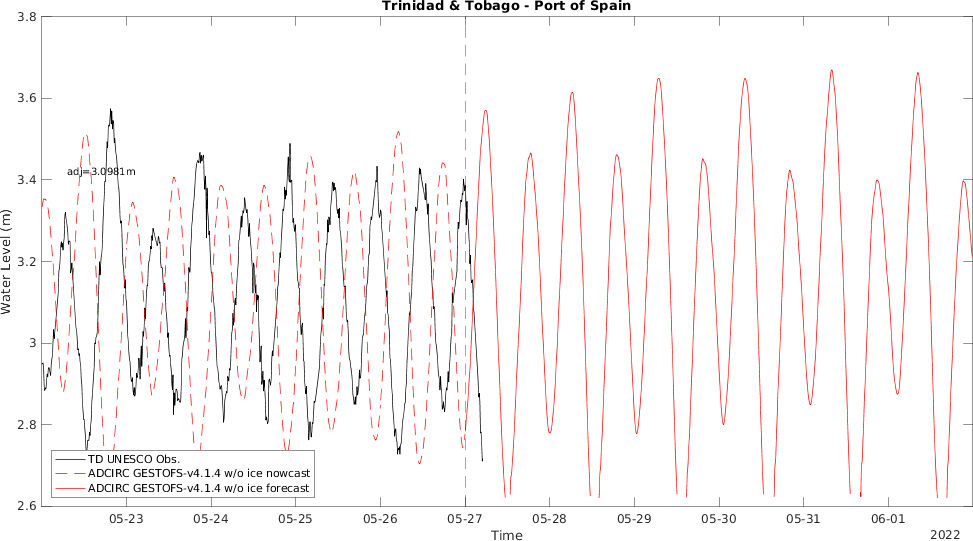 Trinidad & Tobago - Port of Spain
3.8
3.6
3.4
3.2
3
2.8
2.6
Water Level (m)
adj=3.0981m
TD UNESCO Obs.
ADCIRC GESTOFS-v4.1.4 w/o ice nowcast
ADCIRC GESTOFS-v4.1.4 w/o ice forecast
05-23 05-24 05-25 05-26 05-27 05-28 05-29 05-30 05-31 06-01
Time
2022